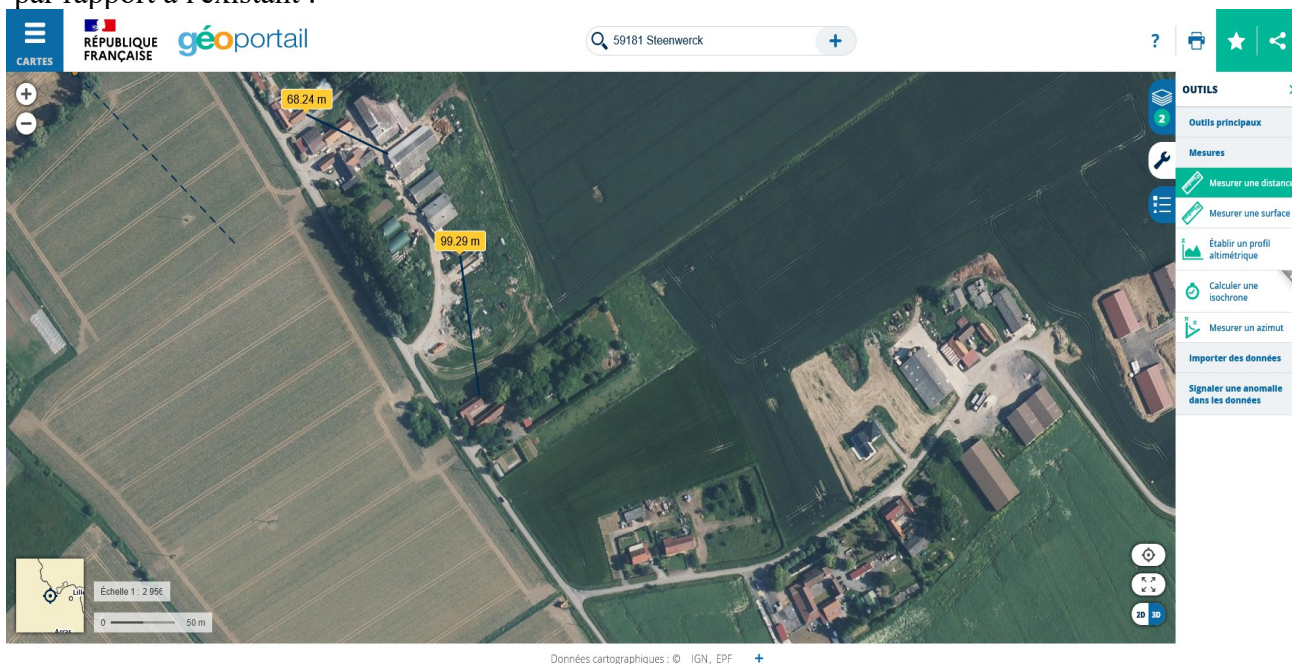 par rapport à l'existant :
CARTES
RÉPUBLIQUE
FRANÇAISE
géoportail
59181 Steenwerck
+
?
+
−
68.24 m
99.29 m
2
OUTILS
Outils principaux
Mesures
Mesurer une distance
Mesurer une surface
Établir un profil
altimétrique
Calculer une
isochrone
Mesurer un azimut
Importer des données
Signaler une anomalie
dans les données
Lille
Arras
Échelle 1 : 2 956
0
50 m
2D 3D
Données cartographiques : © IGN, EPF +